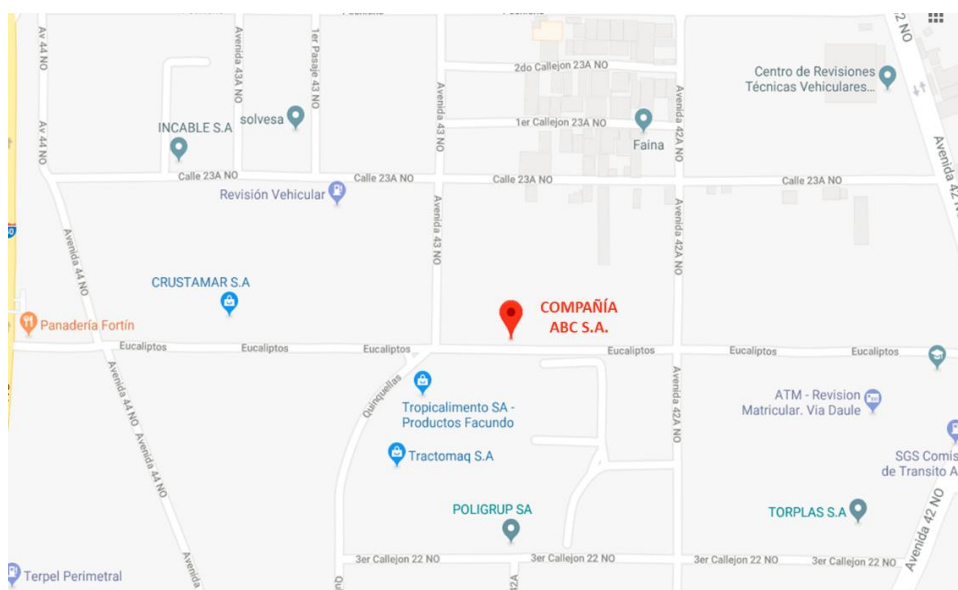 Av 44 NO
Avenida 43A NO
1er Pasaje 43 NO
2do Callejon 23A NO
Centro de Revisiones
Técnicas Vehiculares...
42 NO
solvesa
INCABLE S.A
Avenida 43 NO
1er Callejon 23A NO
Faina
Avenida 42A NO
Av 44 NO
Avenida 42 NO
Calle 23A NO
Calle 23A NO
Calle 23A NO
Calle 23A NO
Revisión Vehicular
Avenida 44 NO
Avenida 43 NO
Avenida 42A NO
CRUSTAMAR S.A
COMPAÑÍA
ABC S.A.
Panadería Fortín
Eucaliptos
Eucaliptos
Eucaliptos
Eucaliptos
Eucaliptos
Eucaliptos
Quinquellas
Tropicalimento SA -
Productos Facundo
Avenida 42A NO
ATM - Revision
Matricular. Via Daule
Avenida 44 NO
Avenida 44 NO
Tractomaq S.A
SGS Comis
de Transito A
POLIGRUP SA
TORPLAS S.A
Avenida 42 NO
3er Callejon 22 NO
3er Callejon 22 NO
3er Callejon 22 NO
3er Callejon 22 NO
Avenida
Terpel Perimetral